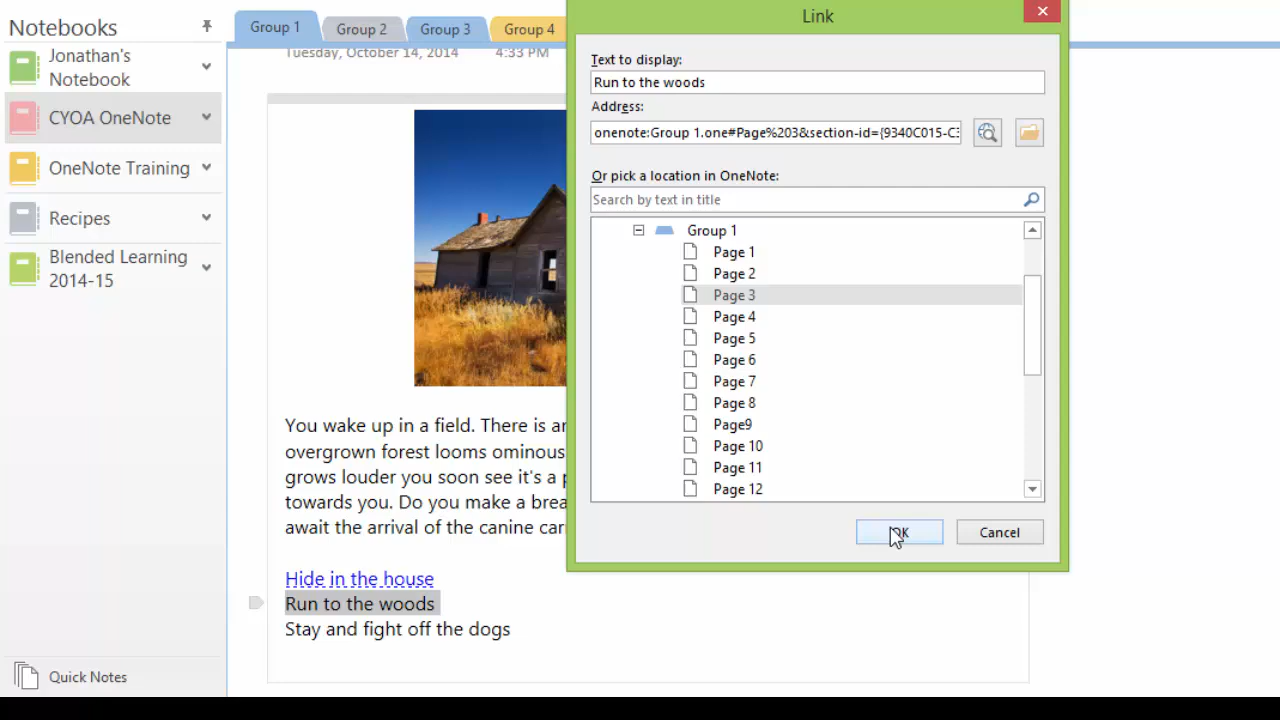 Notebooks
Jonathan's
Notebook
CYOA OneNote
OneNote Training
Recipes
Blended Learning
2014-15
Quick Notes
Group 1
Group 2
Group 3
Group 4
Tuesday, October 14, 2014 4:33 PM
You wake up in a field. There is
overgrown forest looms
grows louder you soon see it's a
towards you. Do you make a
await the arrival of the canine
Hide in the house
Run to the woods
Stay and fight off the dogs
Link
Text to display:
Run to the woods
Address:
onenote:Group 1.one#Page%203&section-id={9340C015-C3
Or pick a location in OneNote:
Search by text in title
Group 1
Page 1
Page 2
Page 3
Page 4
Page 5
Page 6
Page 7
Page 8
Page9
Page 10
Page 11
Page 12
OK
Cancel